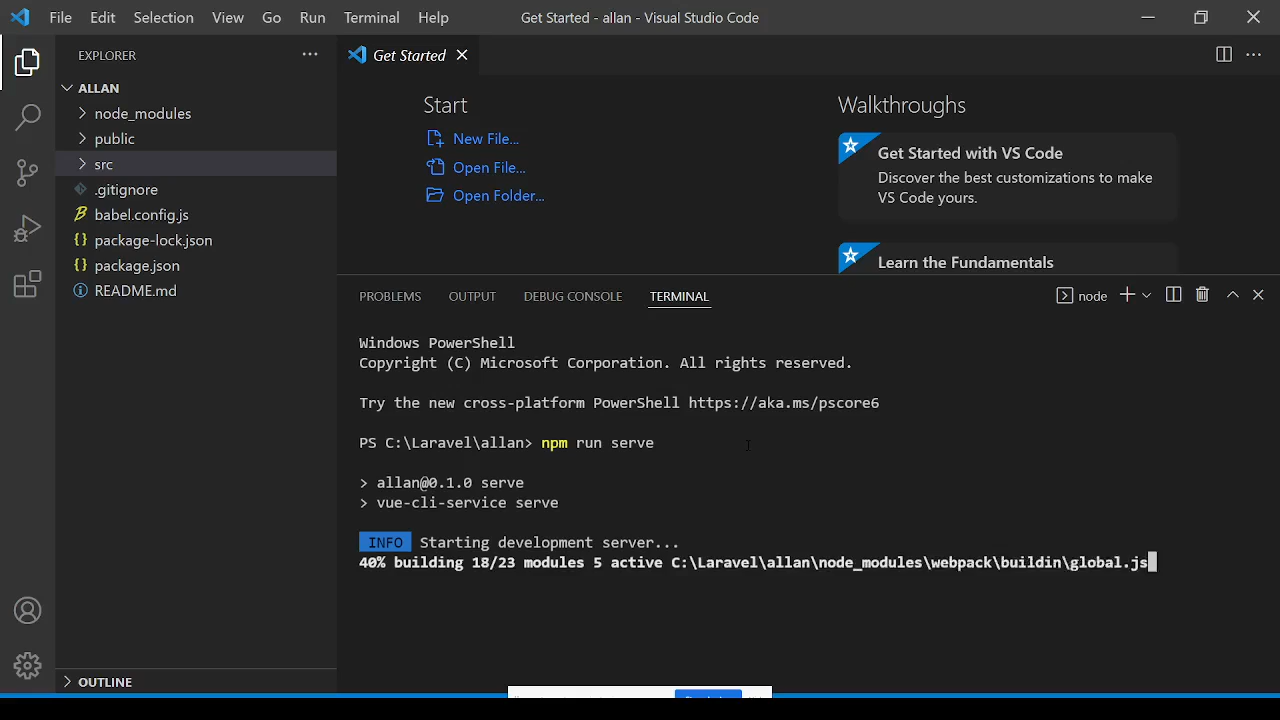 File Edit Selection View Go Run Terminal Help
Get Started - allan - Visual Studio Code
EXPLORER
ALLAN
node_modules
public
src
.gitignore
babel.config.js
package-lock.json
package.json
README.md
OUTLINE
Get Started
Start
New File...
Open File...
Open Folder...
Walkthroughs
Get Started with VS Code
Discover the best customizations to make
VS Code yours.
Learn the Fundamentals
PROBLEMS OUTPUT DEBUG CONSOLE TERMINAL
node
Windows PowerShell
Copyright (C) Microsoft Corporation. All rights reserved.
Try the new cross-platform PowerShell https://aka.ms/pscore6
PS C:\Laravel\allan> npm run serve
> allan@0.1.0 serve
> vue-cli-service serve
INFO Starting development server...
40% building 18/23 modules 5 active C:\Laravel\allan\node_modules\webpack\buildin\global.js